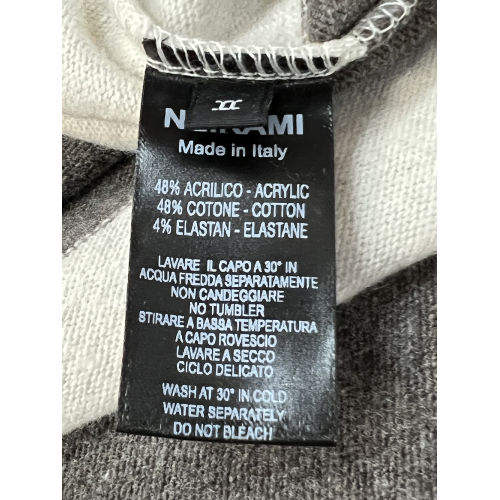 II
Made in Italy
48% ACRILICO - ACRYLIC
48% COTONE - COTTON
4% ELASTAN - ELASTANE
LAVARE IL CAPO A 30° IN
ACQUA FREDDA SEPARATAMENTE
NON CANDEGGIARE
NO TUMBLER
STIRARE A BASSA TEMPERATURA
A CAPO ROVESCIO
LAVARE A SECCO
CICLO DELICATO
WASH AT 30° IN COLD
WATER SEPARATELY
DO NOT BLEACH